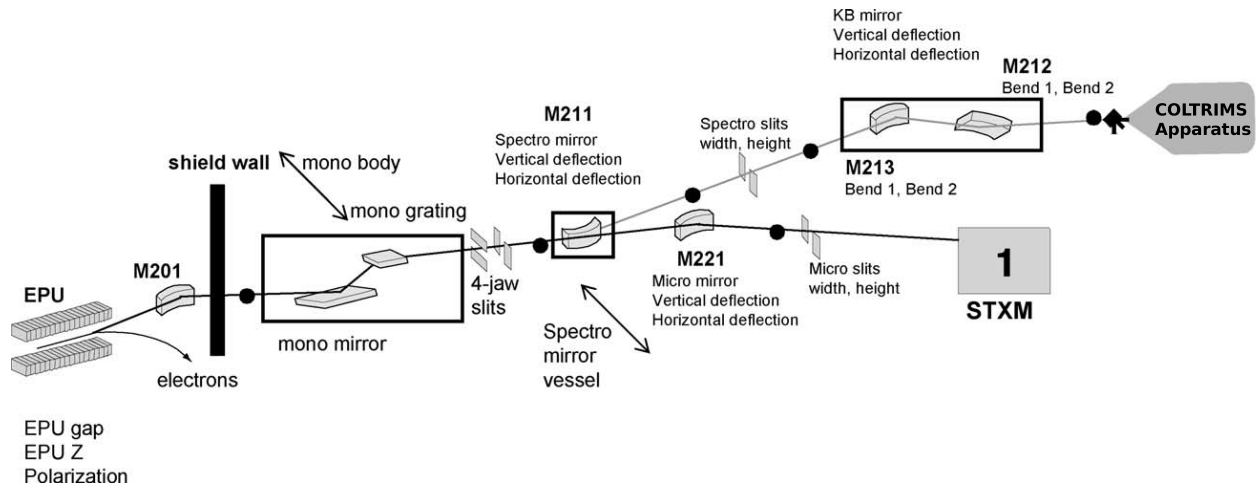 KB mirror
Vertical deflection
Horizontal deflection
M212
Bend 1, Bend 2
COLTRIMS
Apparatus
M211
Spectro mirror
Vertical deflection
Horizontal deflection
Spectro slits
width, height
M213
Bend 1, Bend 2
shield wall
mono body
mono grating
M201
EPU
4-jaw
slits
mono mirror
electrons
M221
Micro mirror
Vertical deflection
Horizontal deflection
Micro slits
width, height
1
STXM
Spectro
mirror
vessel
EPU gap
EPU Z
Polarization